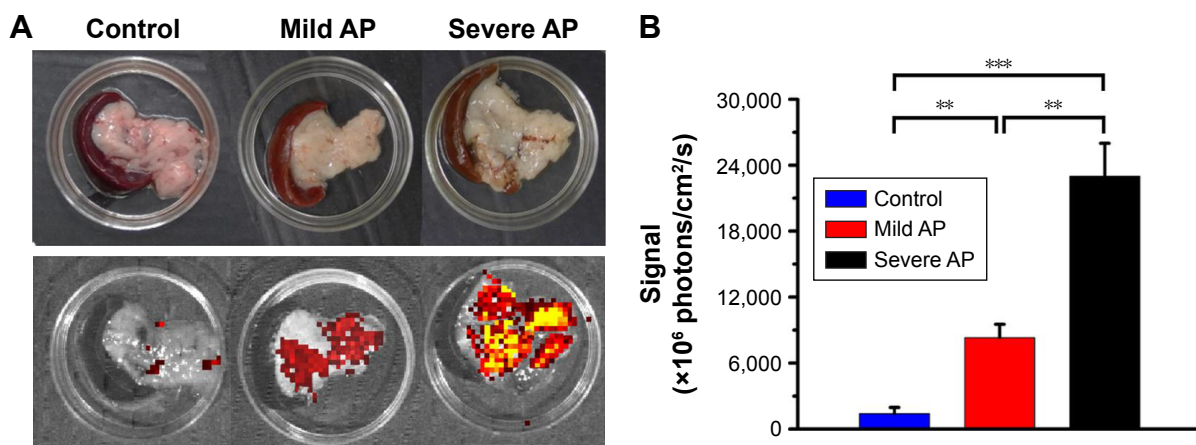 A
Control
Mild AP
Severe AP
B
Signal
(×10⁶ photons/cm²/s)
30,000
24,000
18,000
12,000
6,000
0
***
**
**
Control
Mild AP
Severe AP